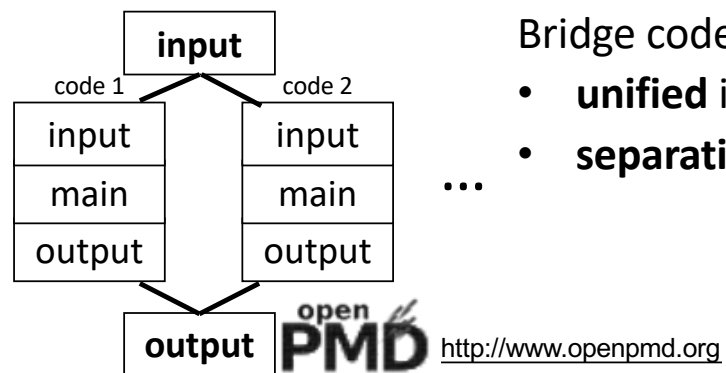 input
Bridge code
code 1
code 2
• unified
input
input
• separati
main
main
...
output
output
output
open
PMD
http://www.openpmd.org